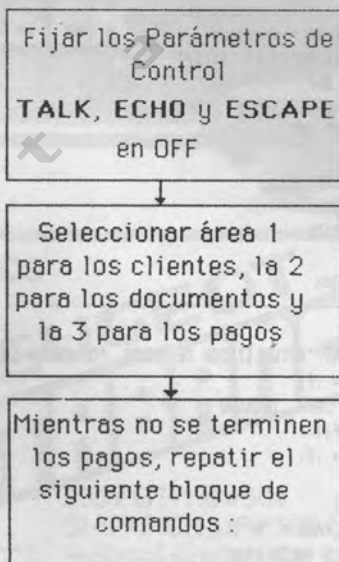 Fijar los Parámetros de
Control
TALK, ECHO y ESCAPE
en OFF
Seleccionar área 1
para los clientes, la 2
para los documentos y
la 3 para los pagos
Mientras no se terminen
los pagos, repatir el
siguiente bloque de
comandos :